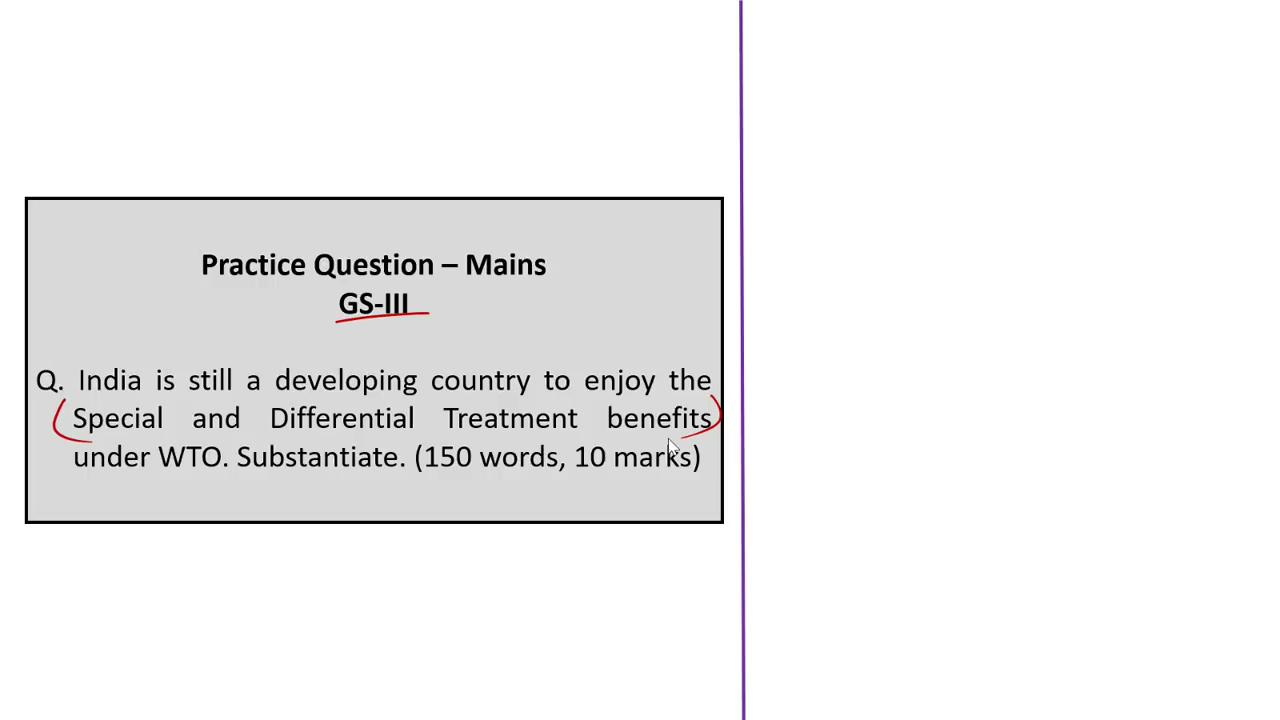 Practice Question – Mains
GS-III
Q. India is still a developing country to enjoy the
Special and Differential Treatment benefits
under WTO. Substantiate. (150 words, 10 marks)